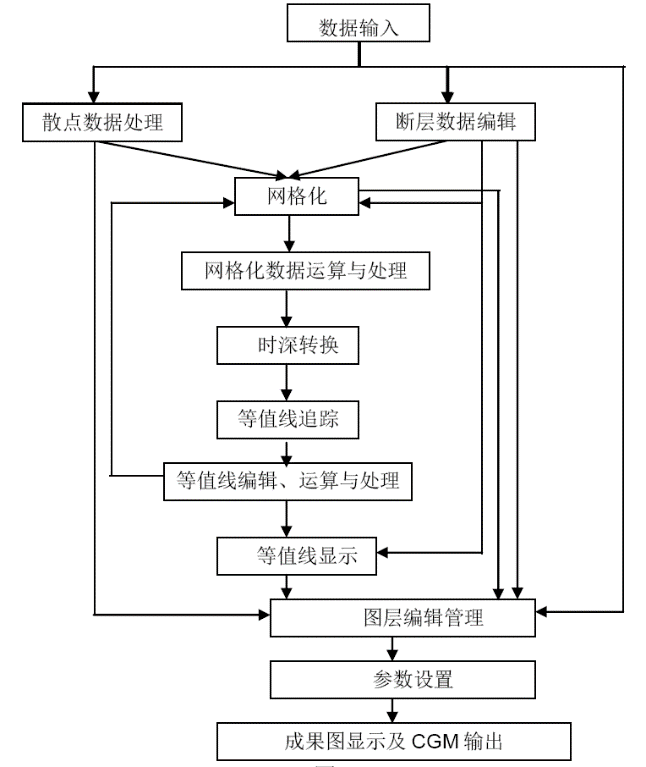 数据输入
散点数据处理
断层数据编辑
网格化
网格化数据运算与处理
时深转换
等值线追踪
等值线编辑、运算与处理
等值线显示
图层编辑管理
参数设置
成果图显示及 CGM 输出